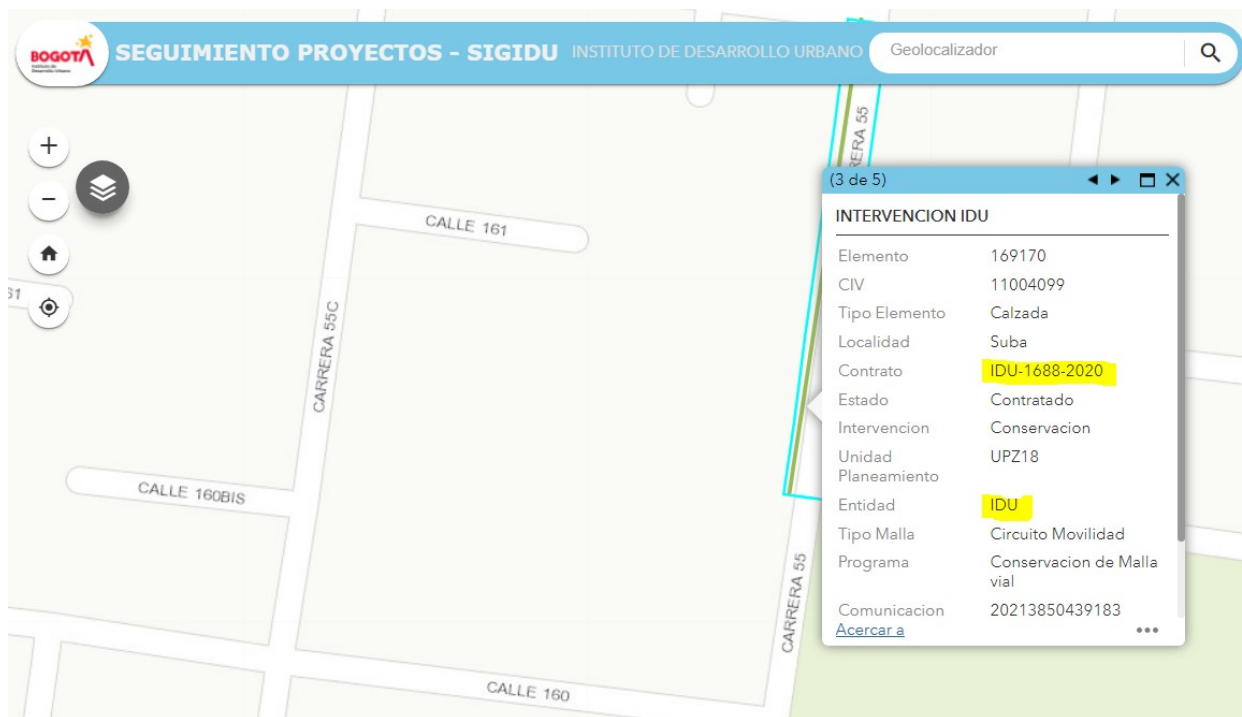 BOGOTÁ
SEGUIMIENTO PROYECTOS - SIGIDU INSTITUTO DE DESARROLLO URBANO
Geolocalizador
CARRERA 55
CALLE 161
61
CARRERA 55C
CALLE 160BIS
CARRERA 55
CALLE 160
(3 de 5)
INTERVENCION IDU
Elemento 169170
CIV 11004099
Tipo Elemento Calzada
Localidad Suba
Contrato IDU-1688-2020
Estado Contratado
Intervencion Conservacion
Unidad UPZ18
Planeamiento
Entidad IDU
Tipo Malla Circuito Movilidad
Programa Conservacion de Malla
vial
Comunicacion 20213850439183
Acercar a